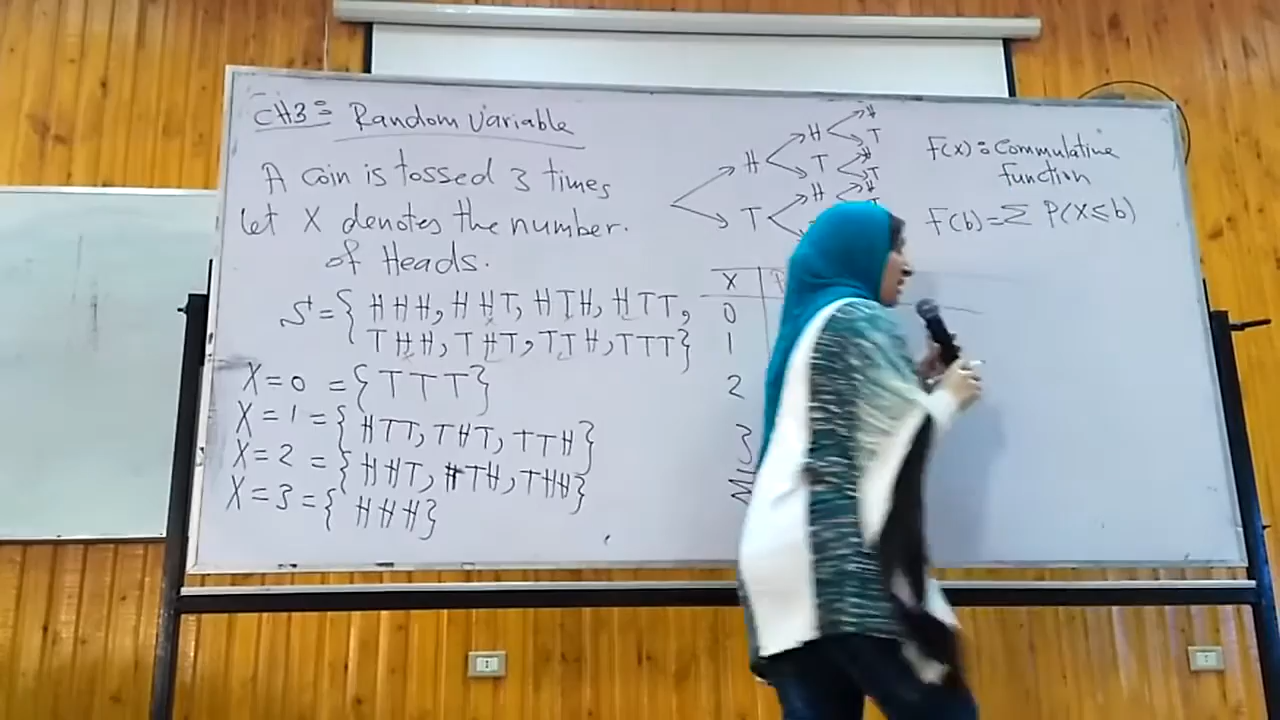 CH3: Random Variable
A coin is tossed 3 times
let X denotes the number.
of Heads.
S = { HHH, HHT, HTH, HTT,
THH, THT, TTH, TTT}
X = 0 = { TTT }
X = 1 = { HTT, THT, TTH }
X = 2 = { HHT, HTH, THH }
X = 3 = { HHH }
H
T
H
T
H
H
T
H
T
H
X
0
1
2
3
F(x): Commulative
function
F(b) = Σ P(X ≤ b)